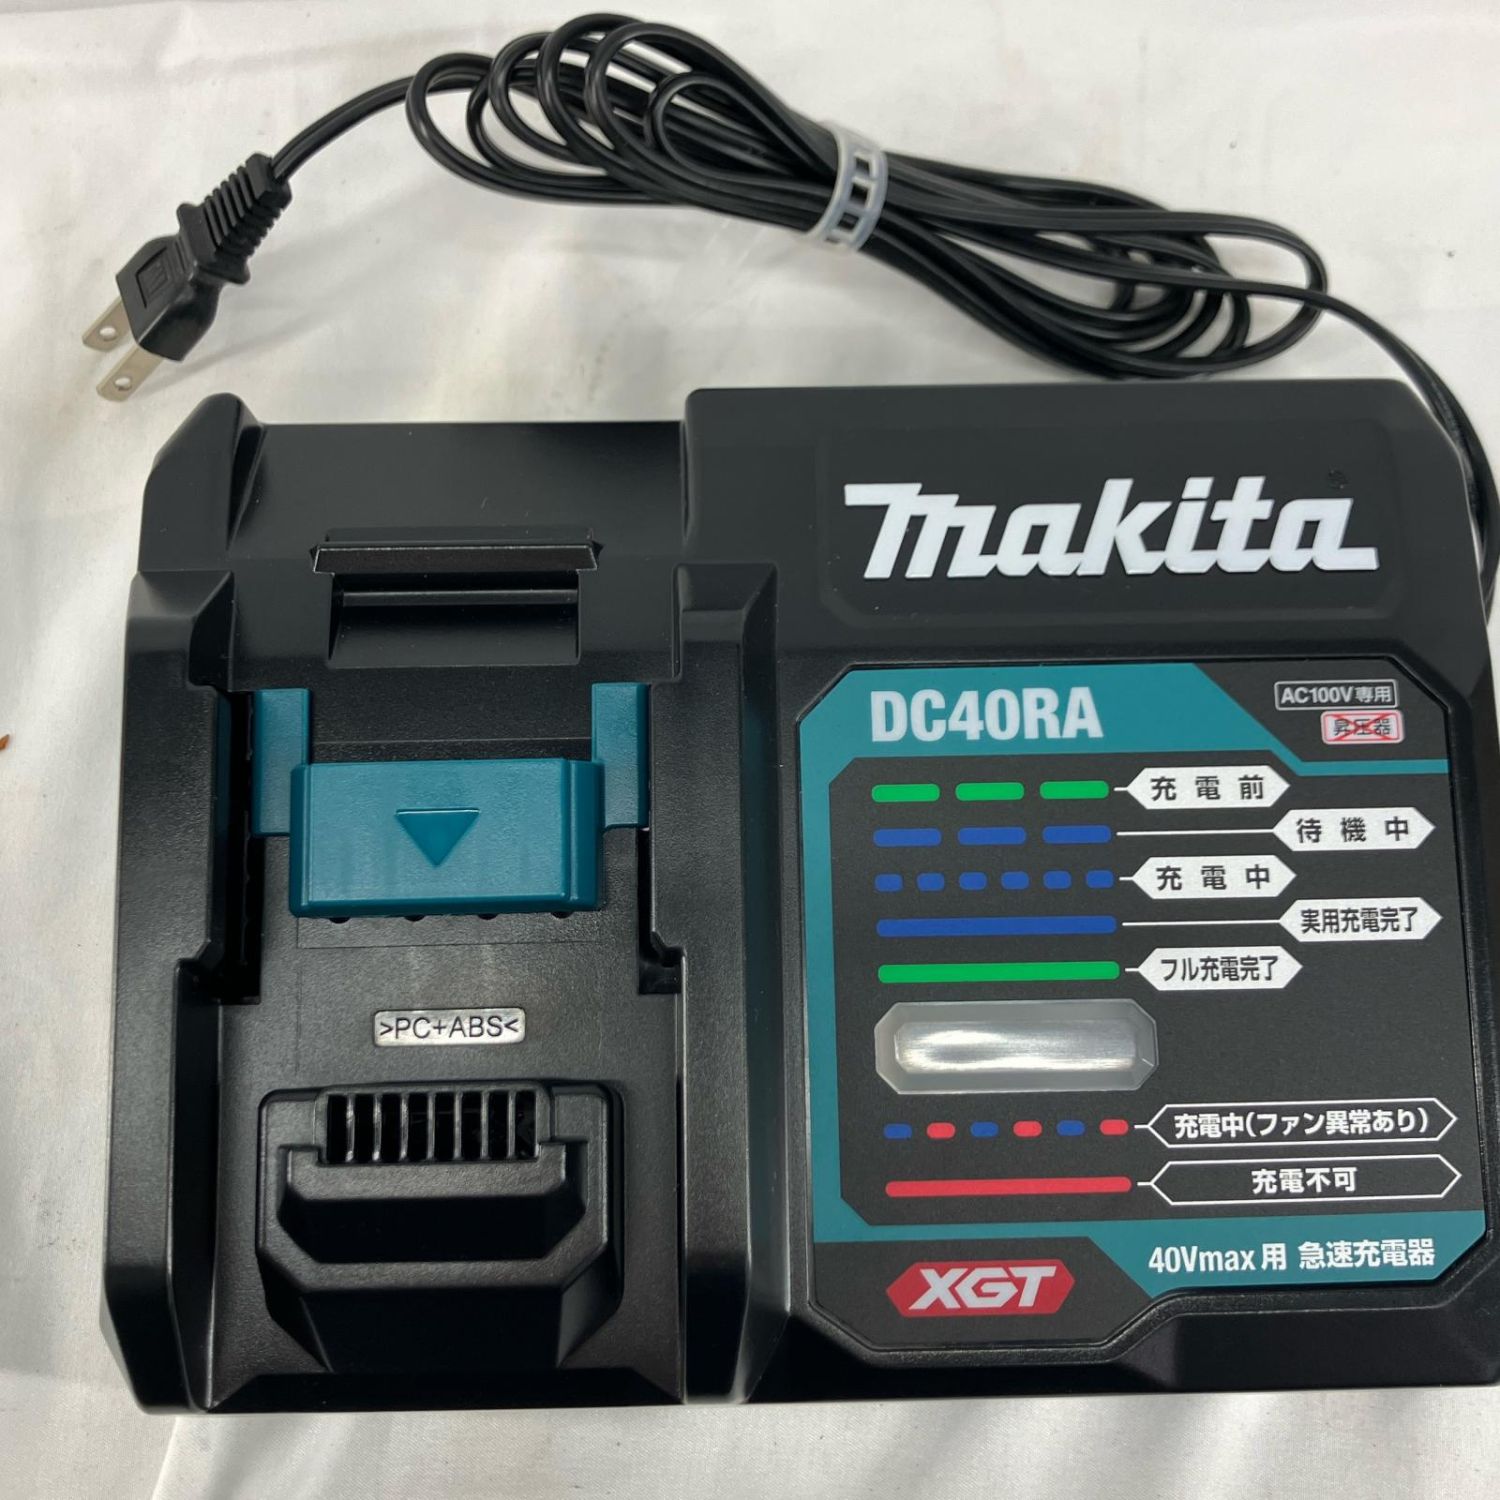 makita
DC40RA
AC100V専用
昇圧器
充電前
待機中
充電中
実用充電完了
フル充電完了
>PC+ABS<
充電中(ファン異常あり)
充電不可
XGT
40Vmax用 急速充電器